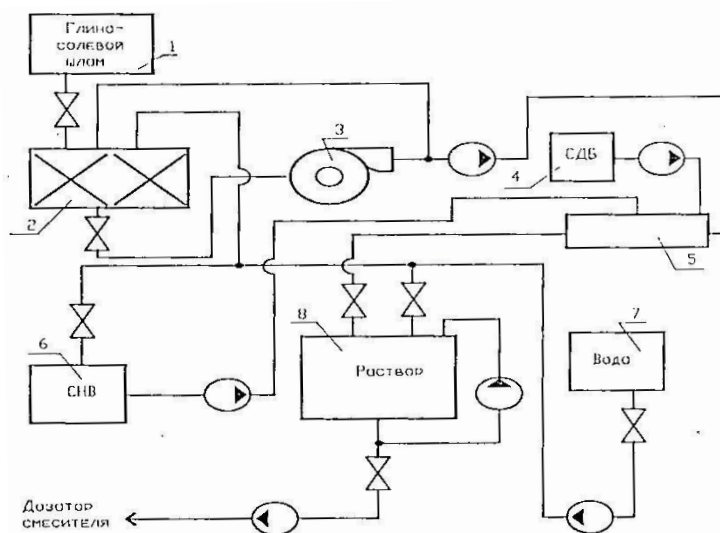 Глино-
солевой
шлам
1
2
3
4
СДБ
5
6
СНВ
7
Вода
8
Раствор
Дозатор
смесителя